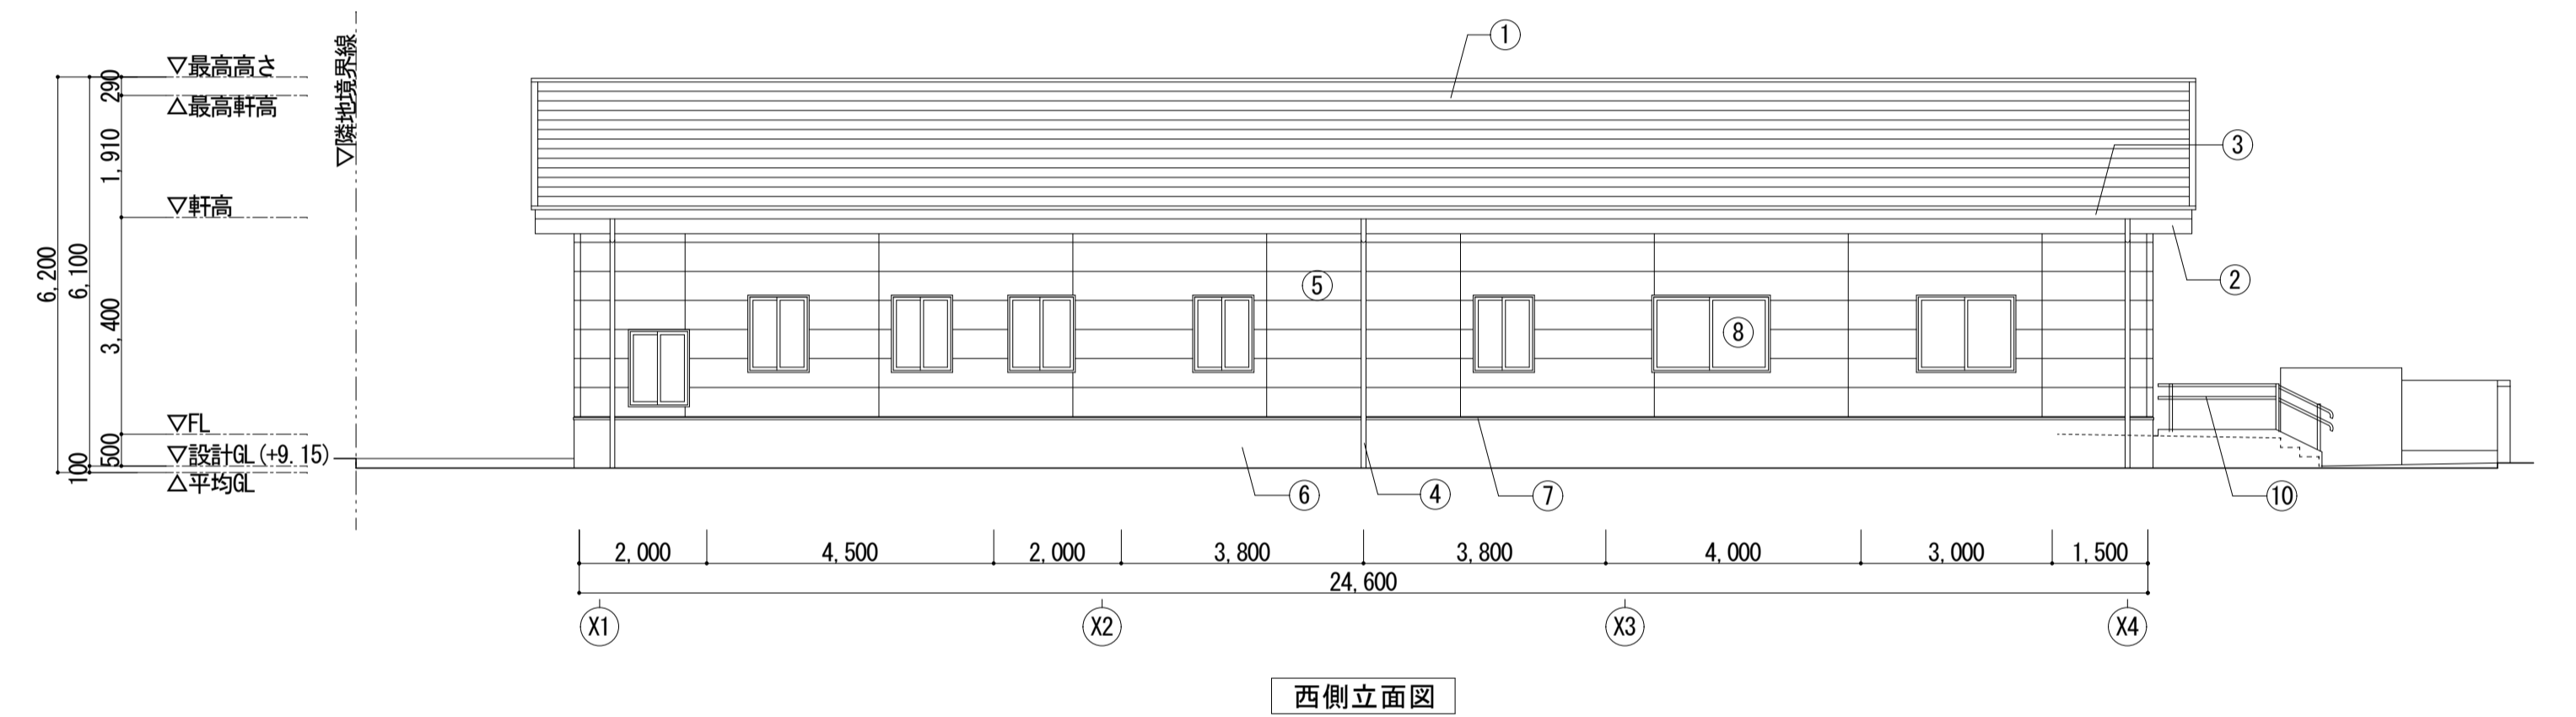 ①
▽最高高さ
290
△最高軒高
▽隣地境界線
1,910
③
▽軒高
6,200
6,100
3,400
⑤
②
⑧
▽FL
500
▽設計GL(+9.15)
100
△平均GL
⑥
④
⑦
⑩
2,000
4,500
2,000
3,800
3,800
4,000
3,000
1,500
24,600
X1
X2
X3
X4
西側立面図